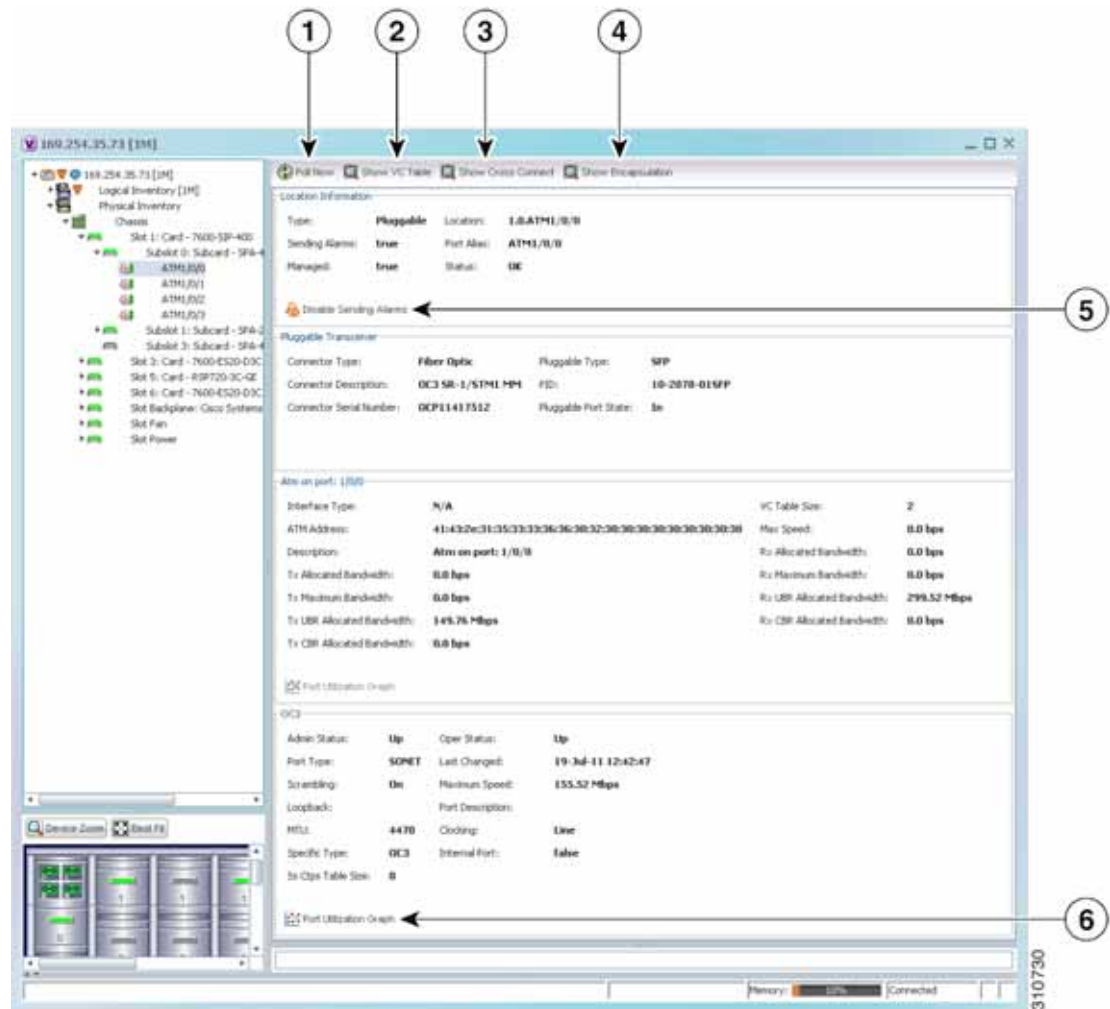 1 2 3 4
169.254.35.73 [1M]
Poll Now Show VC Table Show Cross Connect Show Encapsulation
169.254.35.73 [1M]
Logical Inventory [1M]
Physical Inventory
Chassis
Slot 1: Card - 7600-SIP-400
Subslot 0: Subcard - SPA-4
ATM1/0/0
ATM1/0/1
ATM1/0/2
ATM1/0/3
Subslot 1: Subcard - SPA-2
Subslot 3: Subcard - SPA-4
Slot 3: Card - 7600-ES20-D3C
Slot 5: Card - RSP720-3C-GE
Slot 6: Card - 7600-ES20-D3C
Slot Backplane: Cisco Systems
Slot Fan
Slot Power
Location Information
Type: Pluggable Location: 1.0.ATM1/0/0
Sending Alarms: true Port Alias: ATM1/0/0
Managed: true Status: OK
Disable Sending Alarms
5
Pluggable Transceiver
Connector Type: Fiber Optic Pluggable Type: SFP
Connector Description: OC3 SR-1/STM1 MM PID: 10-2078-01SFP
Connector Serial Number: OCP11417512 Pluggable Port State: In
Atm on port: 1/0/0
Interface Type: N/A VC Table Size: 2
ATM Address: Max Speed: 0.0 bps
Description: Atm on port: 1/0/0 Rx Allocated Bandwidth: 0.0 bps
Tx Allocated Bandwidth: 0.0 bps Rx Maximum Bandwidth: 0.0 bps
Tx Maximum Bandwidth: 0.0 bps Rx UBR Allocated Bandwidth: 299.52 Mbps
Tx UBR Allocated Bandwidth: 149.76 Mbps Rx CBR Allocated Bandwidth: 0.0 bps
Tx CBR Allocated Bandwidth: 0.0 bps
Port Utilization Graph
OC3
Admin Status: Up Oper Status: Up
Port Type: SONET Last Changed: 19-Jul-11 12:42:47
Scrambling: On Maximum Speed: 155.52 Mbps
Loopback: Port Description:
MTU: 4470 Clocking: Line
Specific Type: OC3 Internal Port: false
Ss Ctps Table Size: 0
Port Utilization Graph
6
Device Zoom Best Fit
Memory: 10% Connected
310730